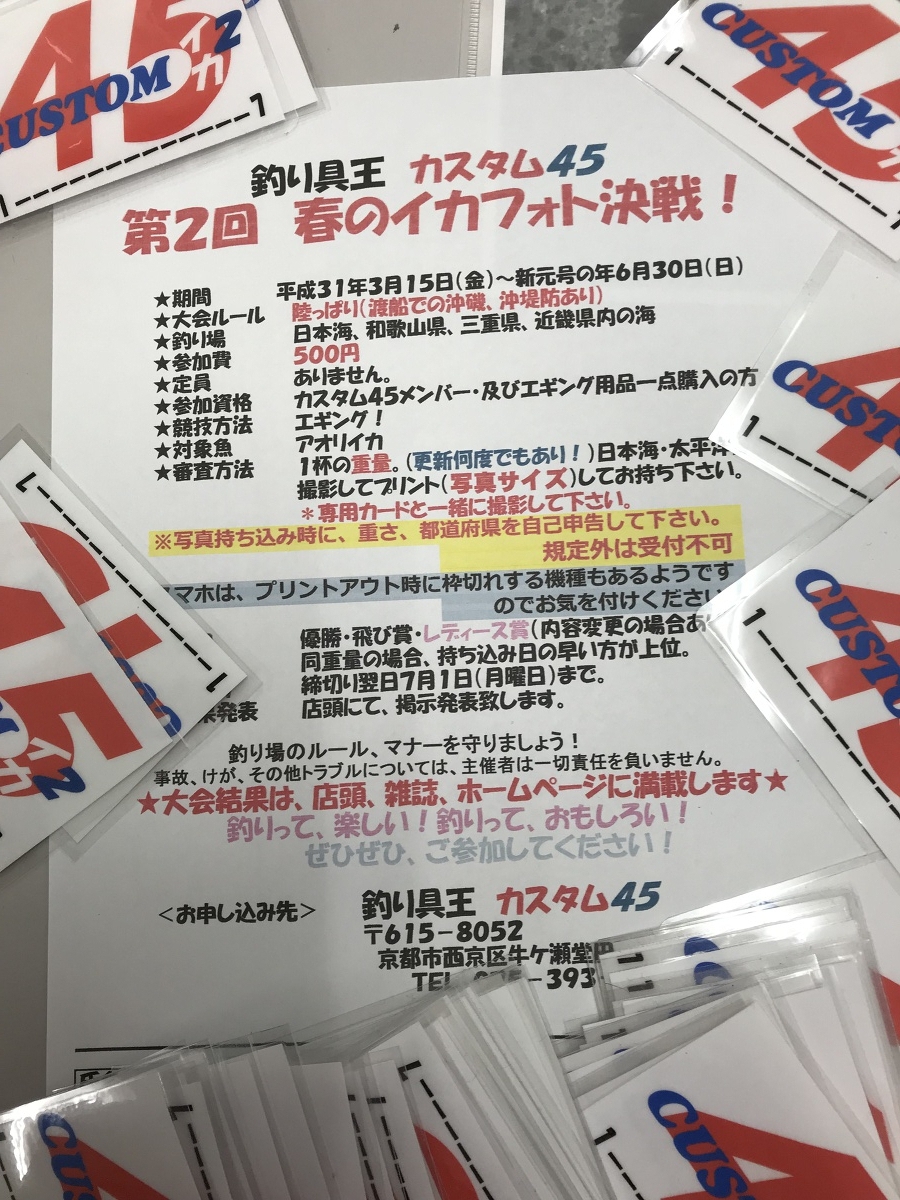 CUSTOM
45
イカ
2
1
1
CUSTOM
1
釣り具王 カスタム45
第2回 春のイカフォト決戦！
★期間 平成31年3月15日(金)～新元号の年6月30日(日)
★大会ルール 陸っぱり(渡船での沖磯、沖堤防あり)
★釣り場 日本海、和歌山県、三重県、近畿県内の海
★参加費 500円
★定員 ありません。
★参加資格 カスタム45メンバー・及びエギング用品一点購入の方
★競技方法 エギング！
★対象魚 アオリイカ
★審査方法 1杯の重量。(更新何度でもあり！)日本海・太平洋
撮影してプリント(写真サイズ)してお持ち下さい。
＊専用カードと一緒に撮影して下さい。
※写真持ち込み時に、重さ、都道府県を自己申告して下さい。
規定外は受付不可
マホは、プリントアウト時に枠切れする機種もあるようです
のでお気を付けください
優勝・飛び賞・レディース賞(内容変更の場合あ
同重量の場合、持ち込み日の早い方が上位。
締切り翌日7月1日(月曜日)まで。
発表 店頭にて、掲示発表致します。
釣り場のルール、マナーを守りましょう！
事故、けが、その他トラブルについては、主催者は一切責任を負いません。
★大会結果は、店頭、雑誌、ホームページに満載します★
釣りって、楽しい！釣りって、おもしろい！
ぜひぜひ、ご参加してください！
＜お申し込み先＞ 釣り具王 カスタム45
〒615－8052
京都市西京区牛ケ瀬堂
TEL 393
CUSTOM
1
CUSTOM
1
1
1
5
イカ
2
CUSTOM
1